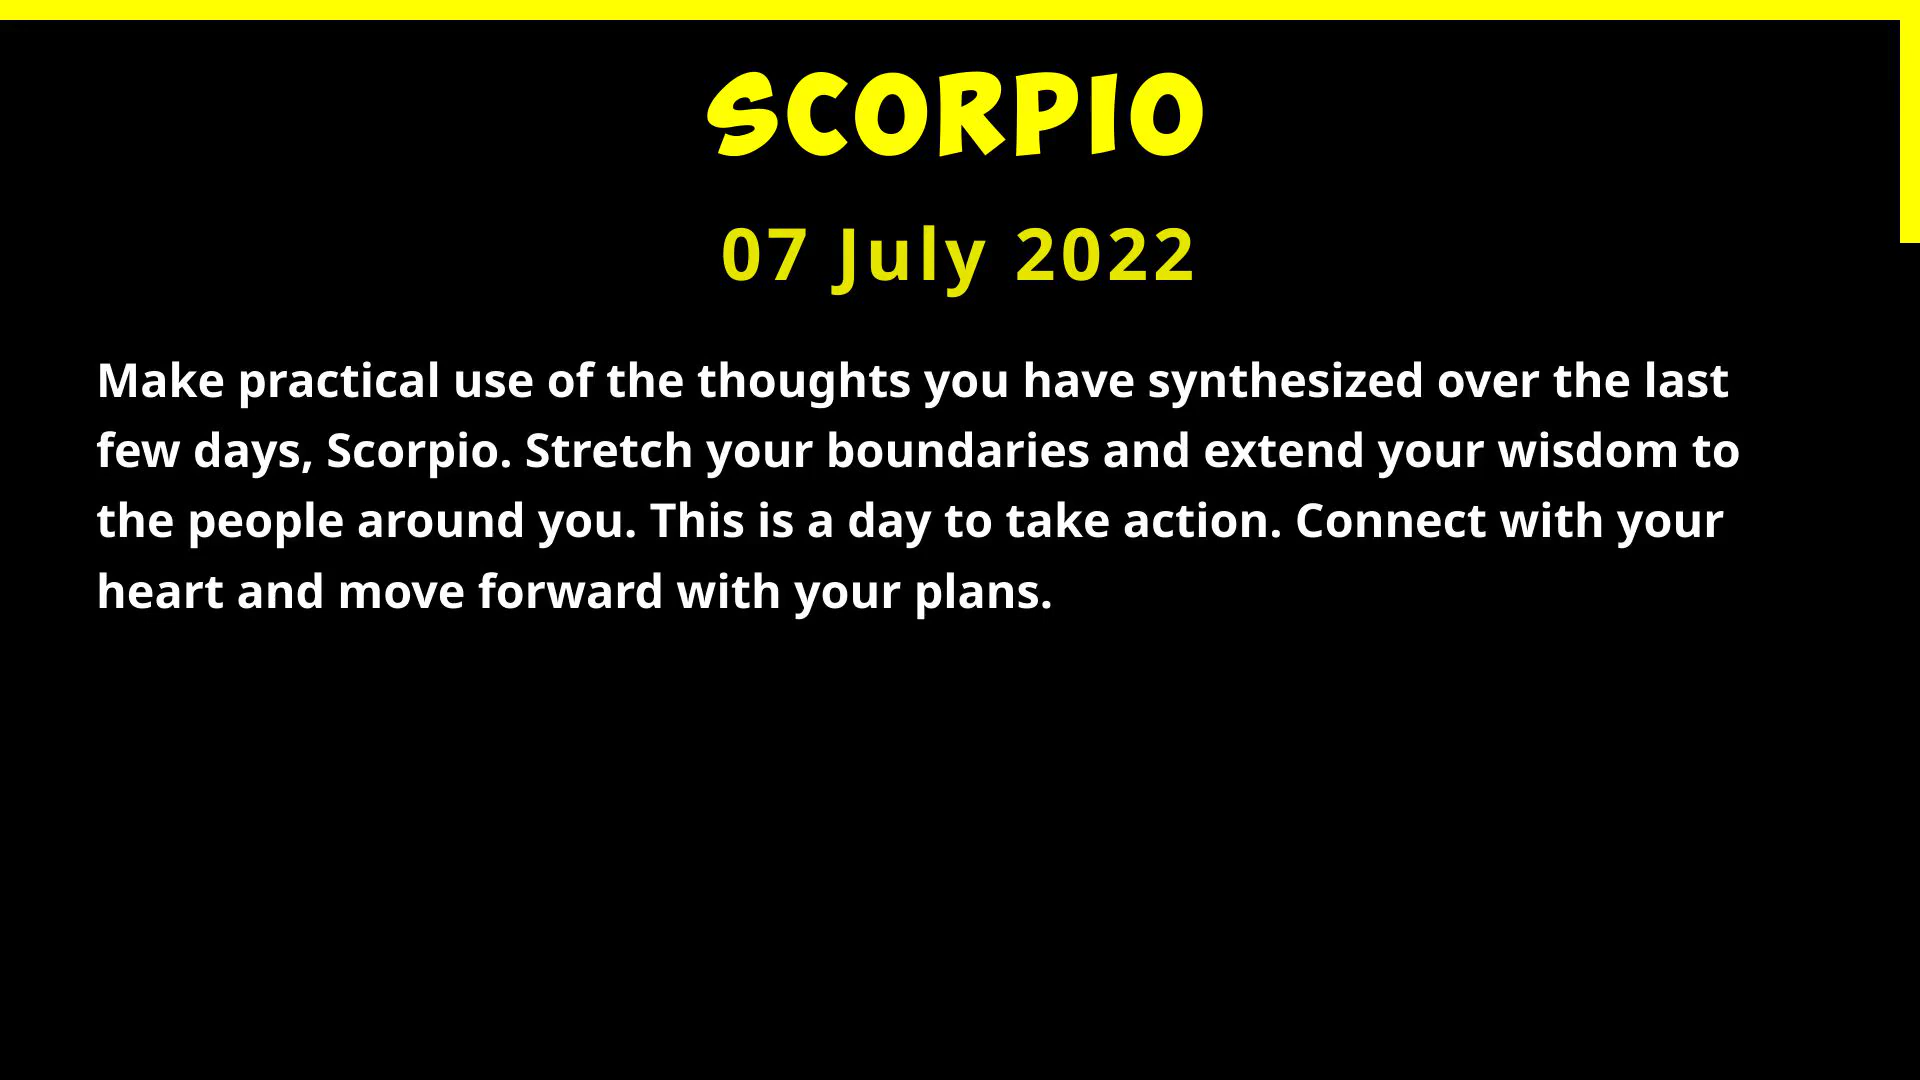 SCORPIO
07 July 2022
Make practical use of the thoughts you have synthesized over the last
few days, Scorpio. Stretch your boundaries and extend your wisdom to
the people around you. This is a day to take action. Connect with your
heart and move forward with your plans.